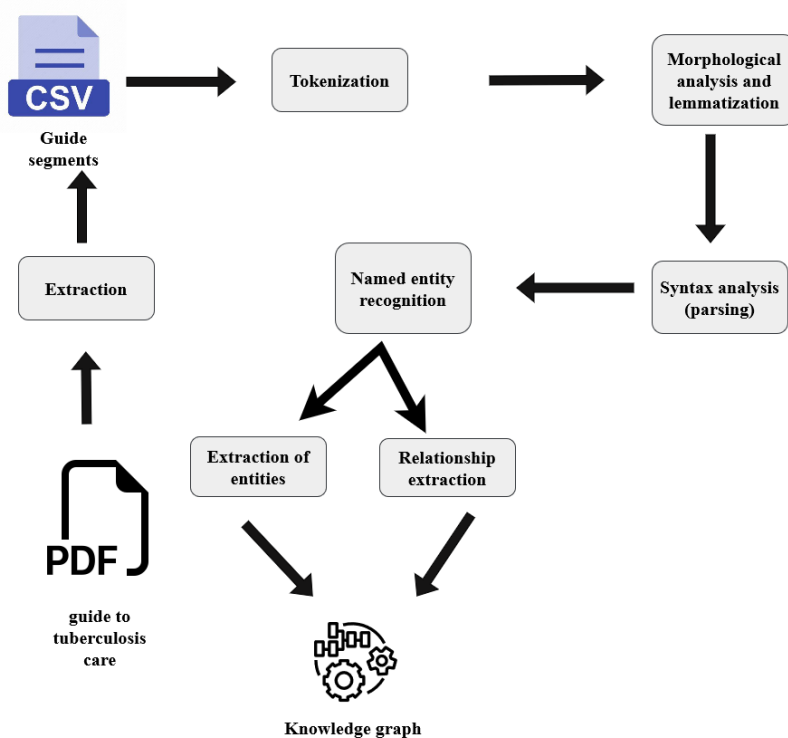 CSV
Guide
segments
Tokenization
Morphological
analysis and
lemmatization
Extraction
Named entity
recognition
Syntax analysis
(parsing)
Extraction of
entities
Relationship
extraction
PDF
guide to
tuberculosis
care
Knowledge graph